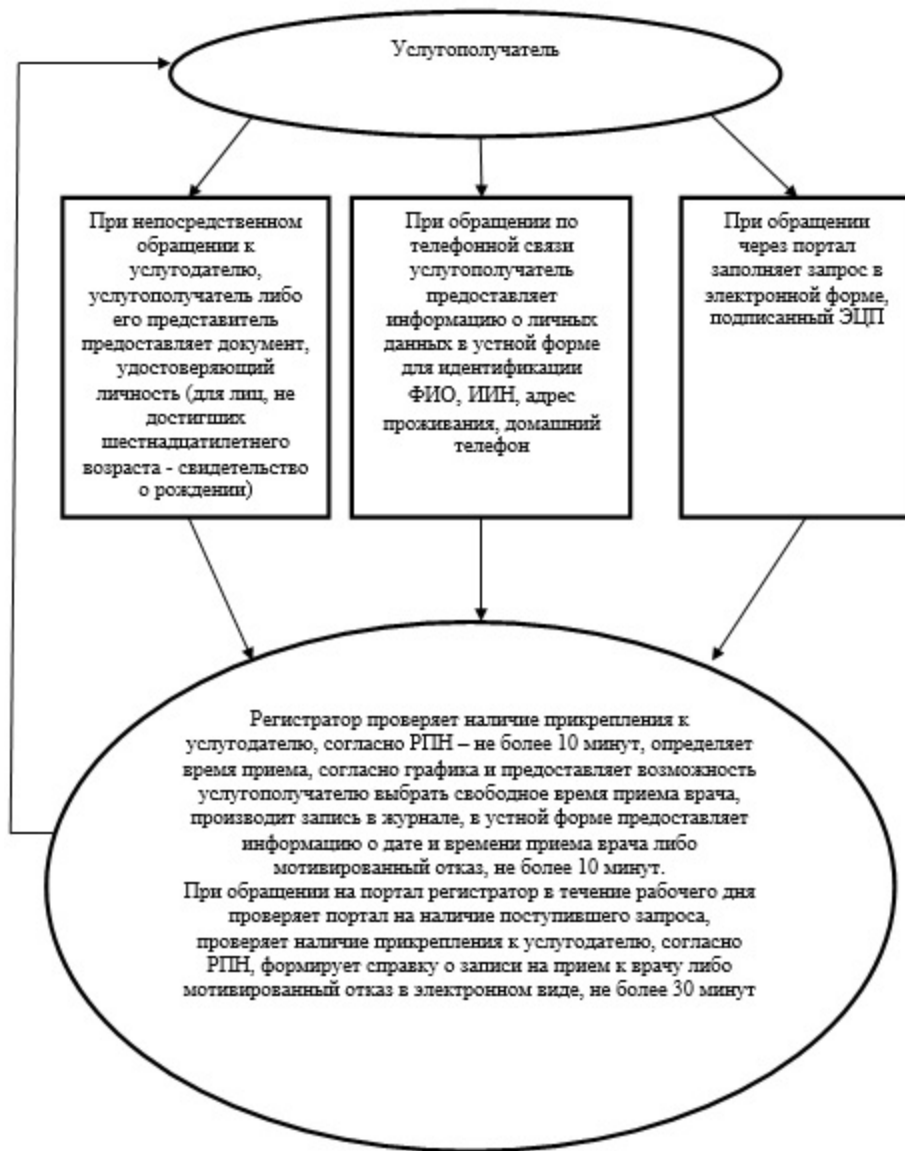 Услугополучатель
При непосредственном
обращении к
услугодателю,
услугополучатель либо
его представитель
предоставляет документ,
удостоверяющий
личность (для лиц, не
достигших
шестнадцатилетнего
возраста - свидетельство
о рождении)
При обращении по
телефонной связи
услугополучатель
предоставляет
информацию о личных
данных в устной форме
для идентификации
ФИО, ИИН, адрес
проживания, домашний
телефон
При обращении
через портал
заполняет запрос в
электронной форме,
подписанный ЭЦП
Регистратор проверяет наличие прикрепления к
услугодателю, согласно РПН – не более 10 минут, определяет
время приема, согласно графика и предоставляет возможность
услугополучателю выбрать свободное время приема врача,
производит запись в журнале, в устной форме предоставляет
информацию о дате и времени приема врача либо
мотивированный отказ, не более 10 минут.
При обращении на портал регистратор в течение рабочего дня
проверяет портал на наличие поступившего запроса,
проверяет наличие прикрепления к услугодателю, согласно
РПН, формирует справку о записи на прием к врачу либо
мотивированный отказ в электронном виде, не более 30 минут